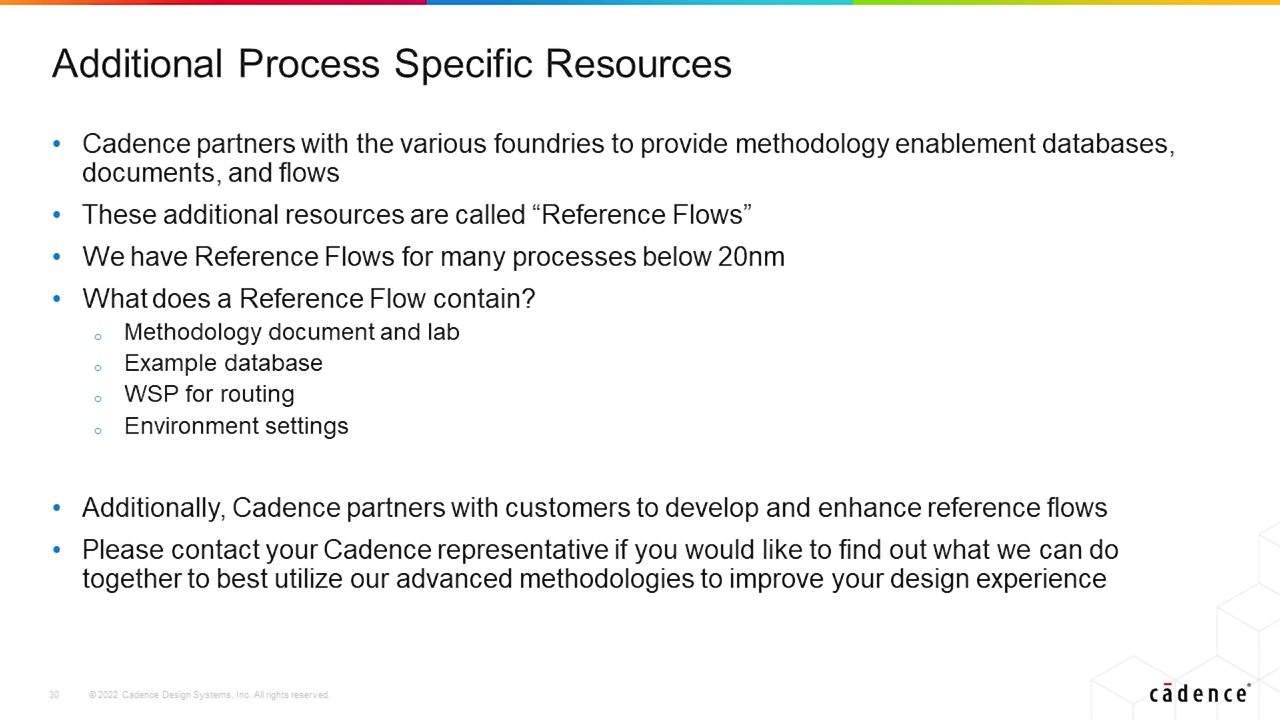 Additional Process Specific Resources
• Cadence partners with the various foundries to provide methodology enablement databases,
documents, and flows
• These additional resources are called “Reference Flows”
• We have Reference Flows for many processes below 20nm
• What does a Reference Flow contain?
o Methodology document and lab
o Example database
o WSP for routing
o Environment settings
• Additionally, Cadence partners with customers to develop and enhance reference flows
• Please contact your Cadence representative if you would like to find out what we can do
together to best utilize our advanced methodologies to improve your design experience
30 © 2022 Cadence Design Systems, Inc. All rights reserved.
cādence®